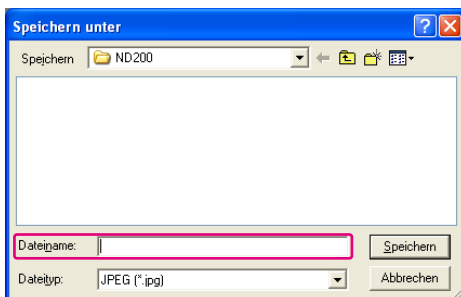 Speichern unter
Speichern ND200
Dateiname: Speichern
Dateityp: JPEG (*.jpg) Abbrechen